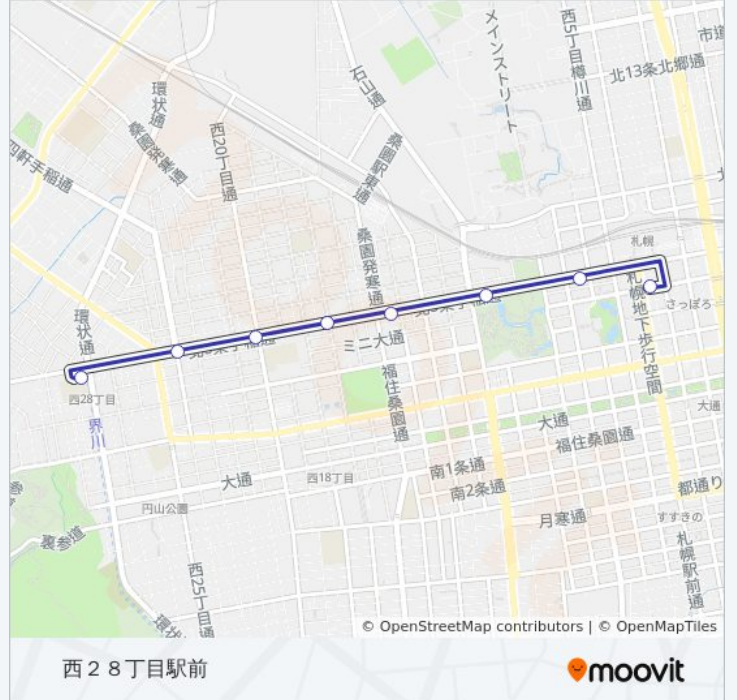 メインストリート
西5丁目樽川通
市道
北13条北郷通
石山通
環状通
桑園発寒通
西20丁目通
桑園駅東通
四軒手稲通
桑園発寒通
札幌
さっぽろ
札幌地下歩行空間
環状通
ミニ大通
福住桑園通
西28丁目
界川
大通
大通
福住桑園通
大通
西18丁目
南1条通
南2条通
都通り
円山公園
月寒通
すすきの
裏参道
西25丁目通
札幌駅前通
環状
© OpenStreetMap contributors | © OpenMapTiles
西２８丁目駅前
moovit